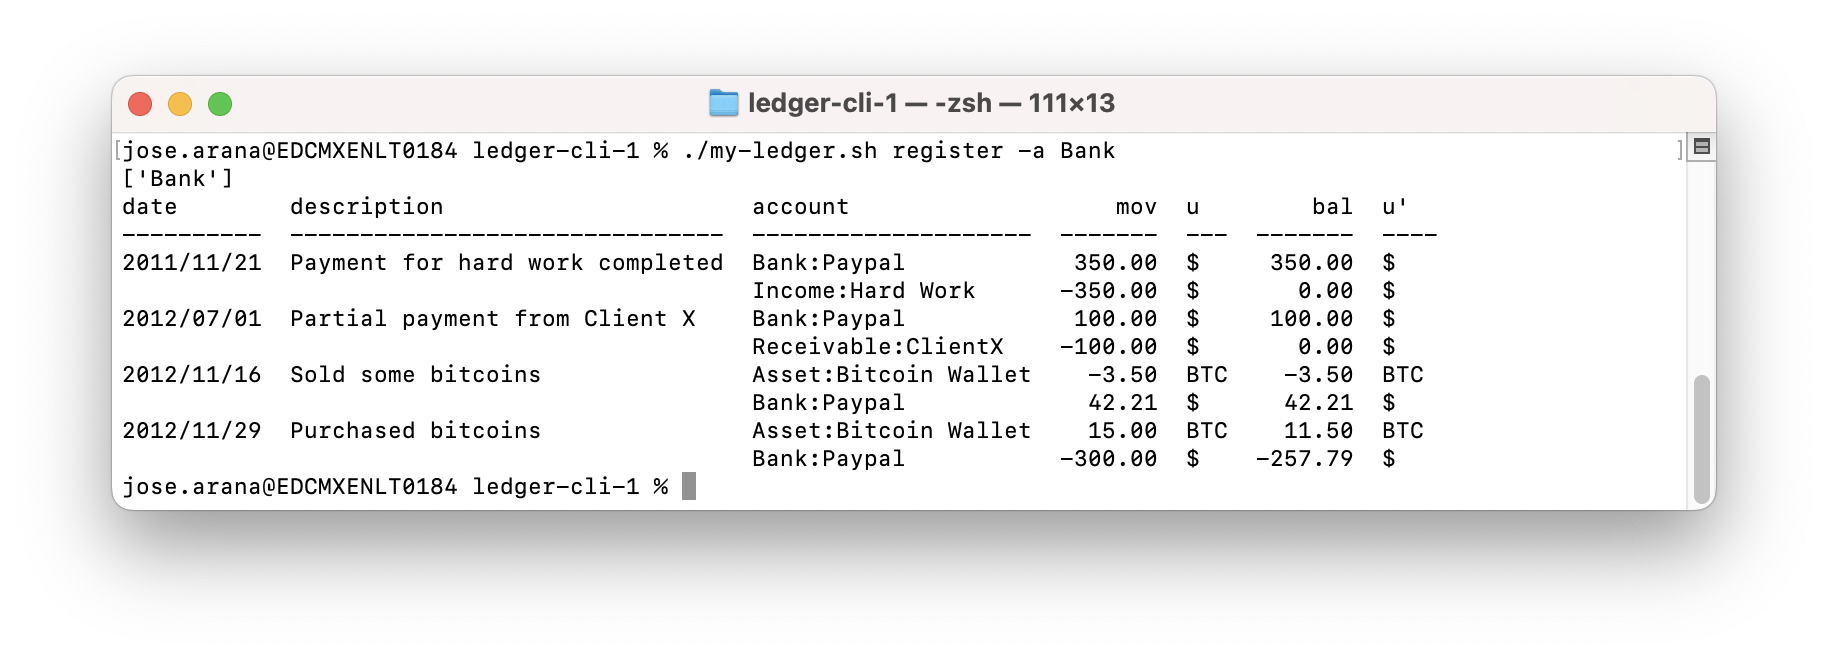 ledger-cli-1 — -zsh — 111×13
[jose.arana@EDCMXENLT0184 ledger-cli-1 % ./my-ledger.sh register -a Bank ]
['Bank']
date        description                      account                   mov  u        bal  u'
----------  -------------------------------  --------------------  -------  ---  -------  ----
2011/11/21  Payment for hard work completed  Bank:Paypal            350.00  $     350.00  $
                                             Income:Hard Work      -350.00  $       0.00  $
2012/07/01  Partial payment from Client X    Bank:Paypal            100.00  $     100.00  $
                                             Receivable:ClientX    -100.00  $       0.00  $
2012/11/16  Sold some bitcoins               Asset:Bitcoin Wallet    -3.50  BTC    -3.50  BTC
                                             Bank:Paypal             42.21  $      42.21  $
2012/11/29  Purchased bitcoins               Asset:Bitcoin Wallet    15.00  BTC    11.50  BTC
                                             Bank:Paypal           -300.00  $    -257.79  $
jose.arana@EDCMXENLT0184 ledger-cli-1 %